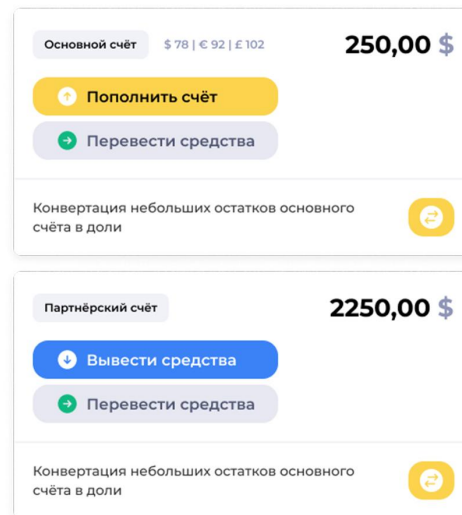 Основной счёт $ 78 | € 92 | £ 102 250,00 $
Пополнить счёт
Перевести средства
Конвертация небольших остатков основного
счёта в доли
Партнёрский счёт 2250,00 $
Вывести средства
Перевести средства
Конвертация небольших остатков основного
счёта в доли